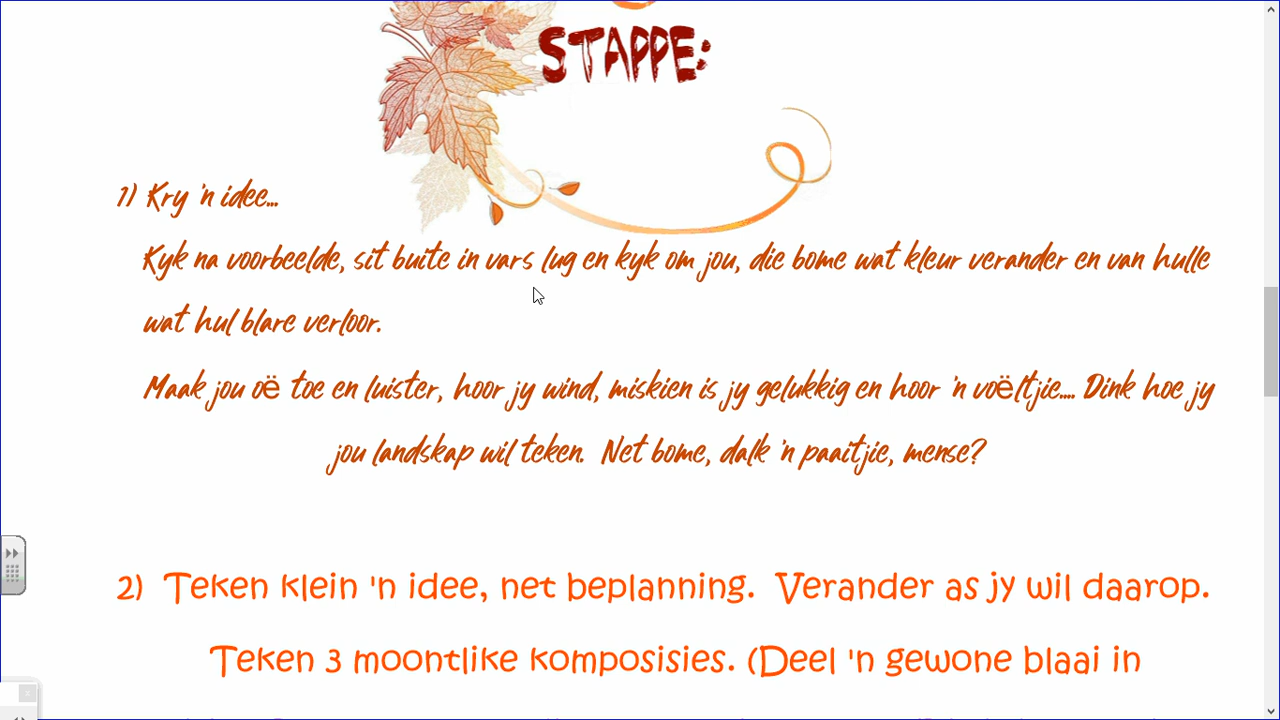 STAPPE:
1) Kry 'n idee...
Kyk na voorbeelde, sit buite in vars lug en kyk om jou, die bome wat kleur verander en van hulle
wat hul blare verloor.
Maak jou oë toe en luister, hoor jy wind, miskien is jy gelukkig en hoor 'n voëltjie.... Dink hoe jy
jou landskap wil teken. Net bome, dalk 'n paaitjie, mense?
2) Teken klein 'n idee, net beplanning. Verander as jy wil daarop.
Teken 3 moontlike komposisies. (Deel 'n gewone blaai in